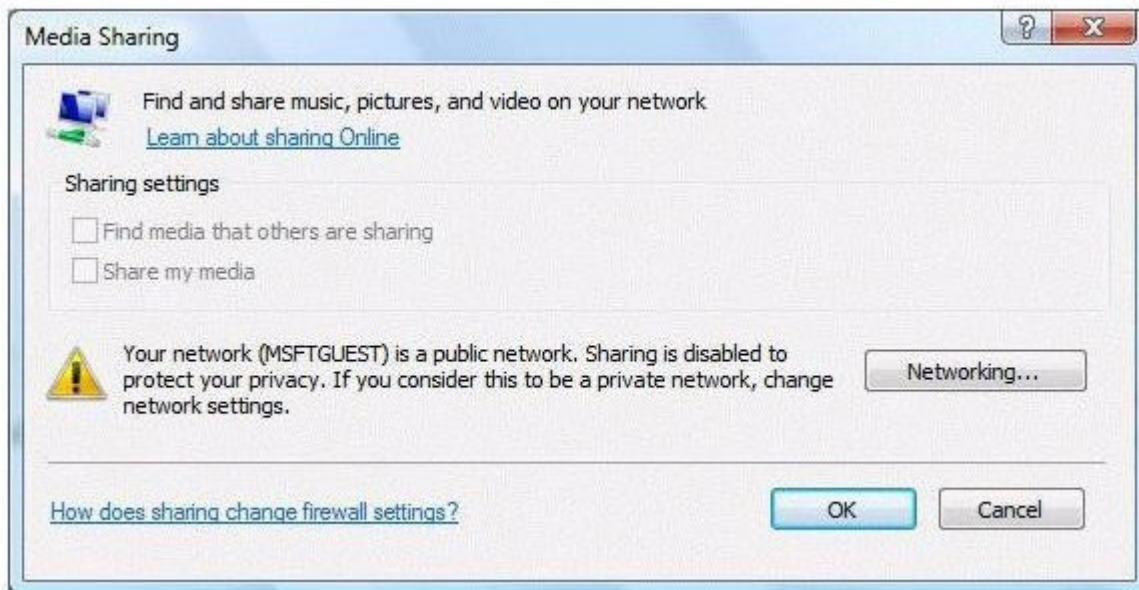 Media Sharing
Find and share music, pictures, and video on your network
Learn about sharing Online
Sharing settings
Find media that others are sharing
Share my media
Your network (MSFTGUEST) is a public network. Sharing is disabled to
protect your privacy. If you consider this to be a private network, change
network settings.
Networking...
How does sharing change firewall settings?
OK
Cancel